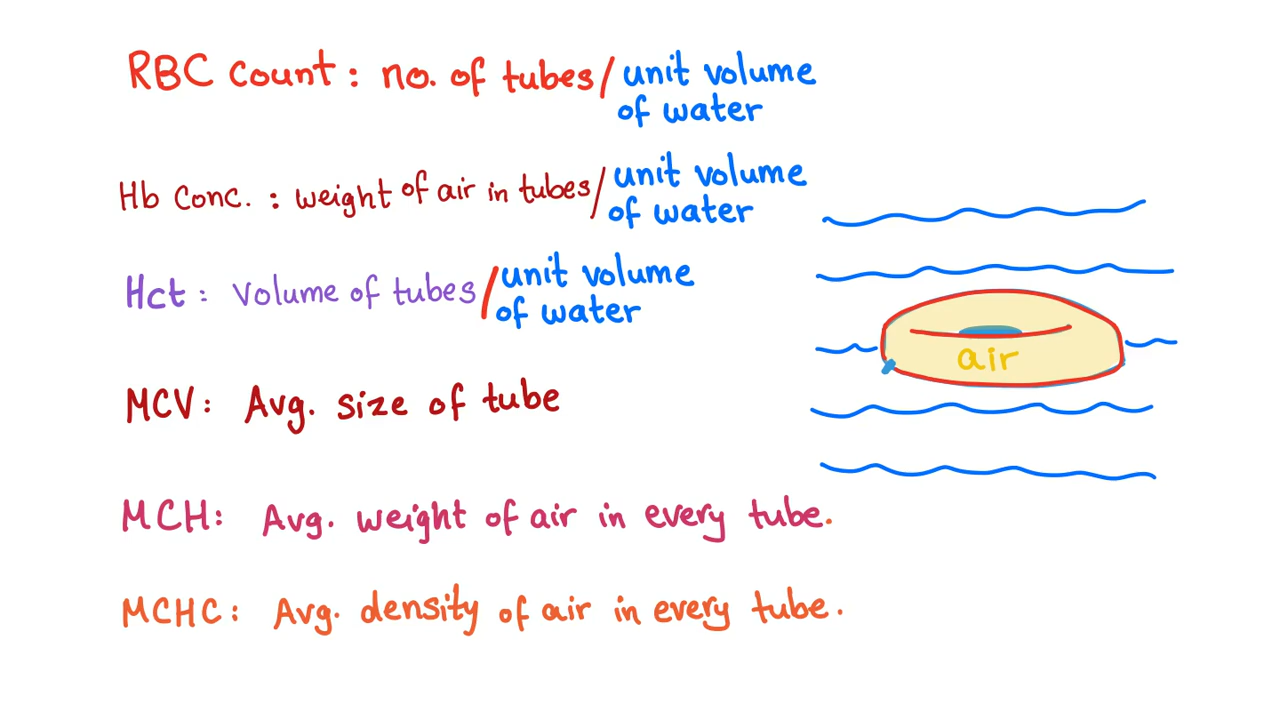 RBC count : no. of tubes / unit volume
of water
Hb Conc. : weight of air in tubes / unit volume
of water
Hct : Volume of tubes / unit volume
of water
air
MCV : Avg. size of tube
MCH : Avg. weight of air in every tube.
MCHC : Avg. density of air in every tube.